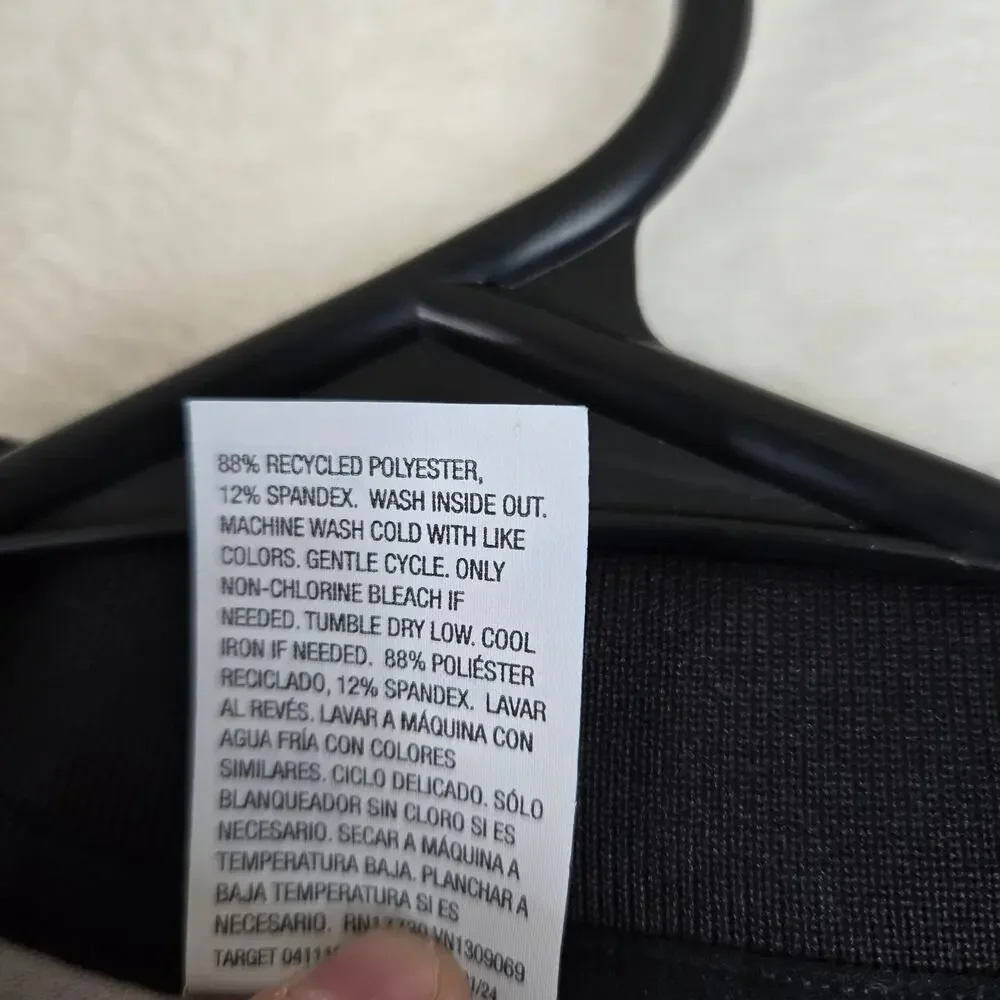 88% RECYCLED POLYESTER,
12% SPANDEX. WASH INSIDE OUT.
MACHINE WASH COLD WITH LIKE
COLORS. GENTLE CYCLE. ONLY
NON-CHLORINE BLEACH IF
NEEDED. TUMBLE DRY LOW. COOL
IRON IF NEEDED. 88% POLIÉSTER
RECICLADO, 12% SPANDEX. LAVAR
AL REVÉS. LAVAR A MÁQUINA CON
AGUA FRÍA CON COLORES
SIMILARES. CICLO DELICADO. SÓLO
BLANQUEADOR SIN CLORO SI ES
NECESARIO. SECAR A MÁQUINA A
TEMPERATURA BAJA. PLANCHAR A
BAJA TEMPERATURA SI ES
NECESARIO. VN1309069
TARGET